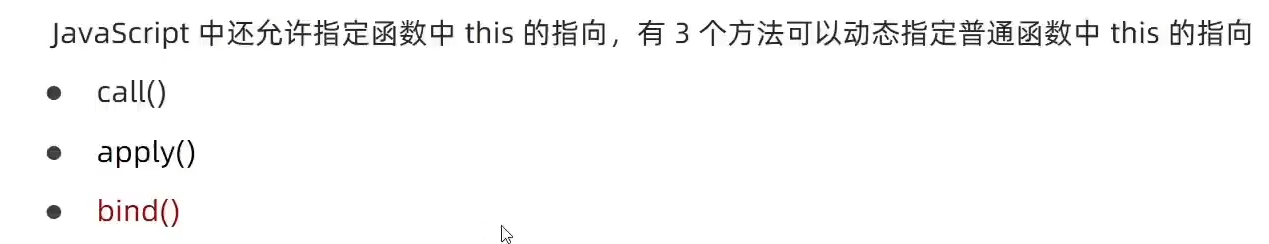 JavaScript 中还允许指定函数中 this 的指向，有 3 个方法可以动态指定普通函数中 this 的指向
● call()
● apply()
● bind()